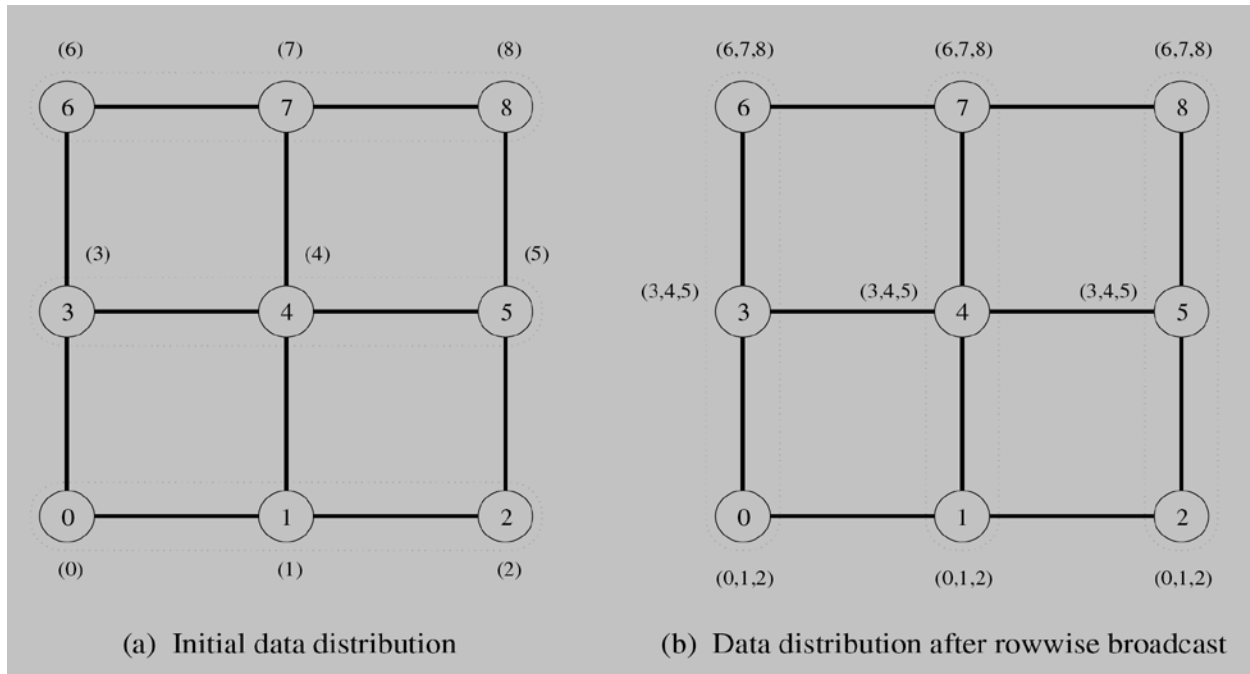 (6) (7) (8) (6,7,8) (6,7,8) (6,7,8)
6 7 8 6 7 8
(3) (4) (5)
(3,4,5) (3,4,5) (3,4,5)
3 4 5 3 4 5
0 1 2 0 1 2
(0) (1) (2) (0,1,2) (0,1,2) (0,1,2)
(a) Initial data distribution
(b) Data distribution after rowwise broadcast